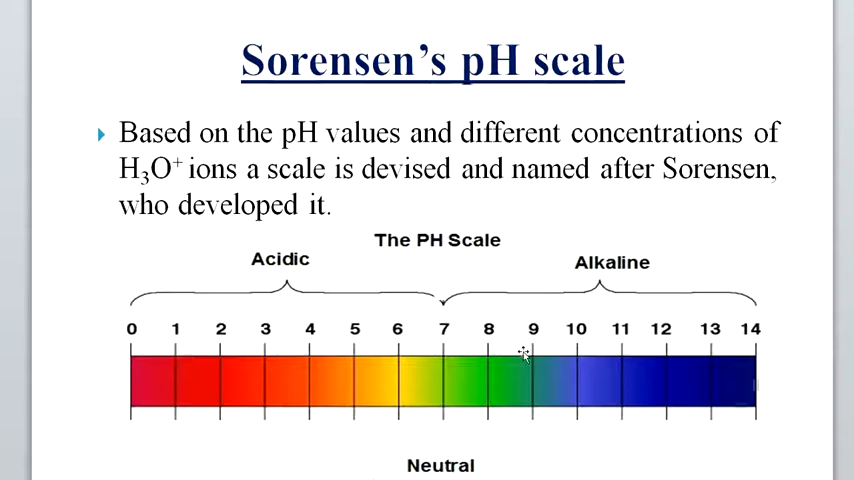 Sorensen’s pH scale
Based on the pH values and different concentrations of
H₃O⁺ ions a scale is devised and named after Sorensen,
who developed it.
The PH Scale
Acidic
Alkaline
0 1 2 3 4 5 6 7 8 9 10 11 12 13 14
Neutral